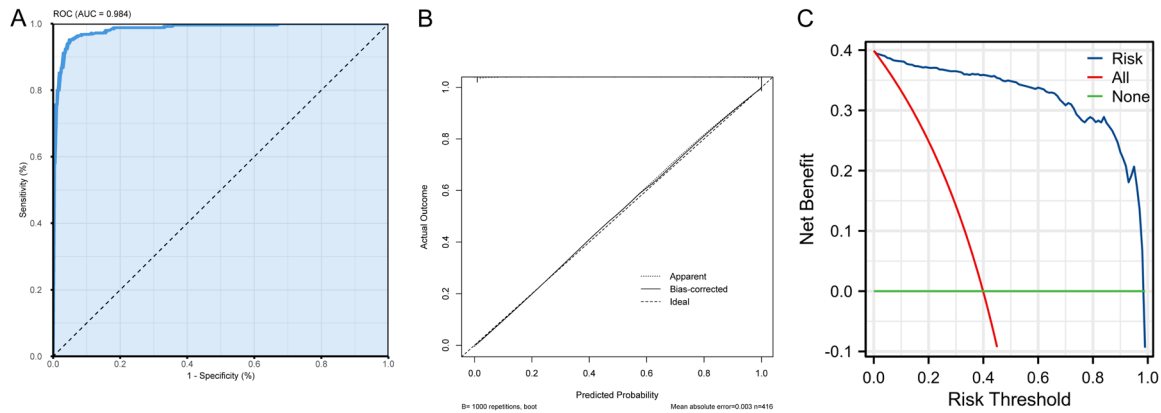 A
ROC (AUC = 0.984)
1.0
0.8
0.6
0.4
0.2
0.0
Sensitivity (%)
0.0 0.2 0.4 0.6 0.8 1.0
1 - Specificity (%)
B
1.0
0.8
0.6
0.4
0.2
0.0
Actual Outcome
Apparent
Bias-corrected
Ideal
0.0 0.2 0.4 0.6 0.8 1.0
Predicted Probability
B= 1000 repetitions, boot
Mean absolute error=0.003 n=416
C
0.4
0.3
0.2
0.1
0.0
-0.1
Net Benefit
Risk
All
None
0.0 0.2 0.4 0.6 0.8 1.0
Risk Threshold